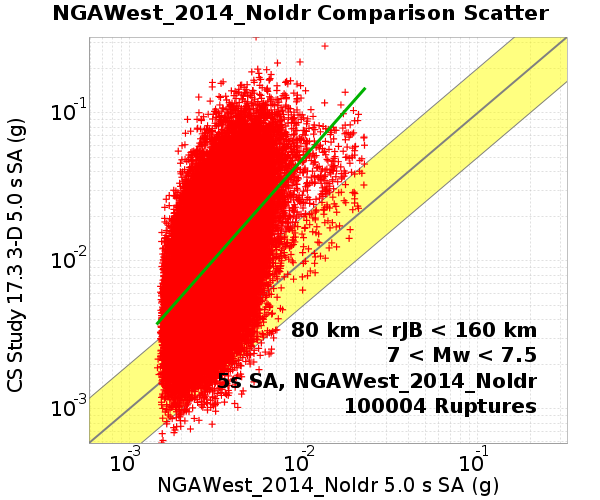 NGAWest_2014_NoIdr Comparison Scatter
CS Study 17.3 3-D 5.0 s SA (g)
10⁻¹
10⁻²
10⁻³
80 km < rJB < 160 km
7 < Mw < 7.5
5s SA, NGAWest_2014_NoIdr
100004 Ruptures
10⁻³ 10⁻² 10⁻¹
NGAWest_2014_NoIdr 5.0 s SA (g)